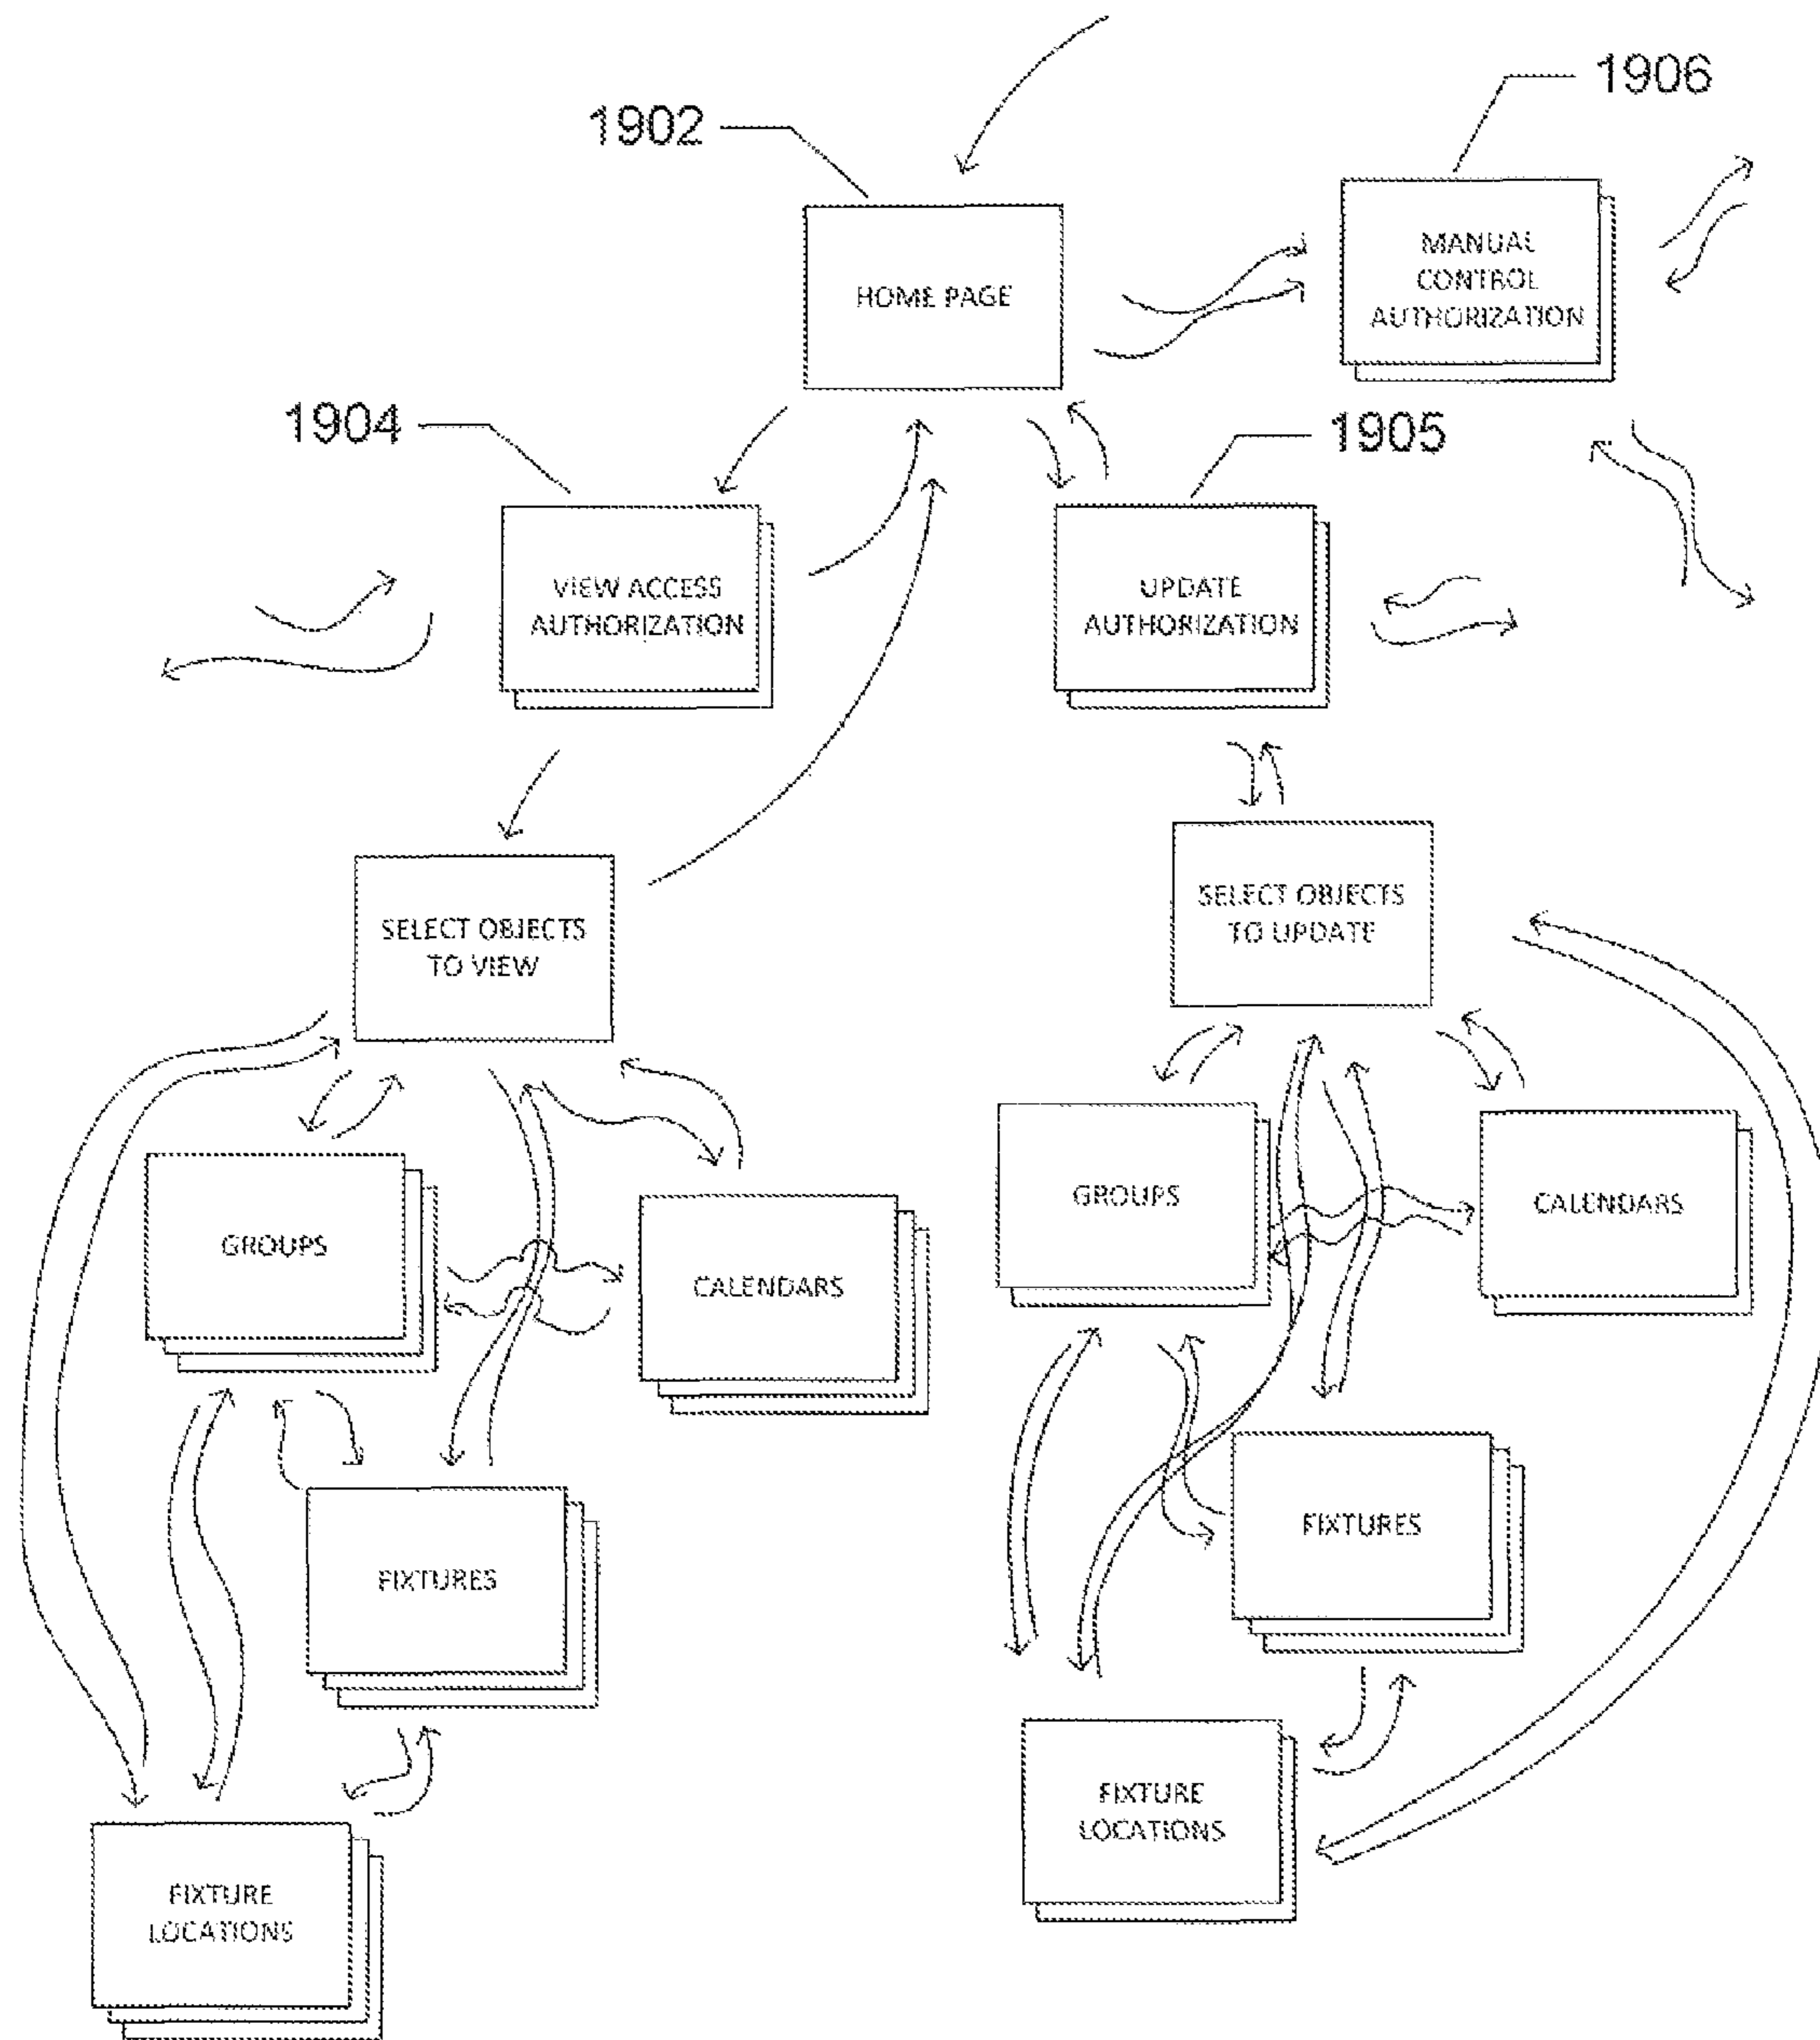 1906
1902
MANUAL
CONTROL
AUTHORIZATION
HOME PAGE
1904
1905
VIEW ACCESS
AUTHORIZATION
UPDATE
AUTHORIZATION
SELECT OBJECTS
TO VIEW
SELECT OBJECTS
TO UPDATE
GROUPS
CALENDARS
GROUPS
CALENDARS
FIXTURES
FIXTURES
FIXTURE
LOCATIONS
FIXTURE
LOCATIONS